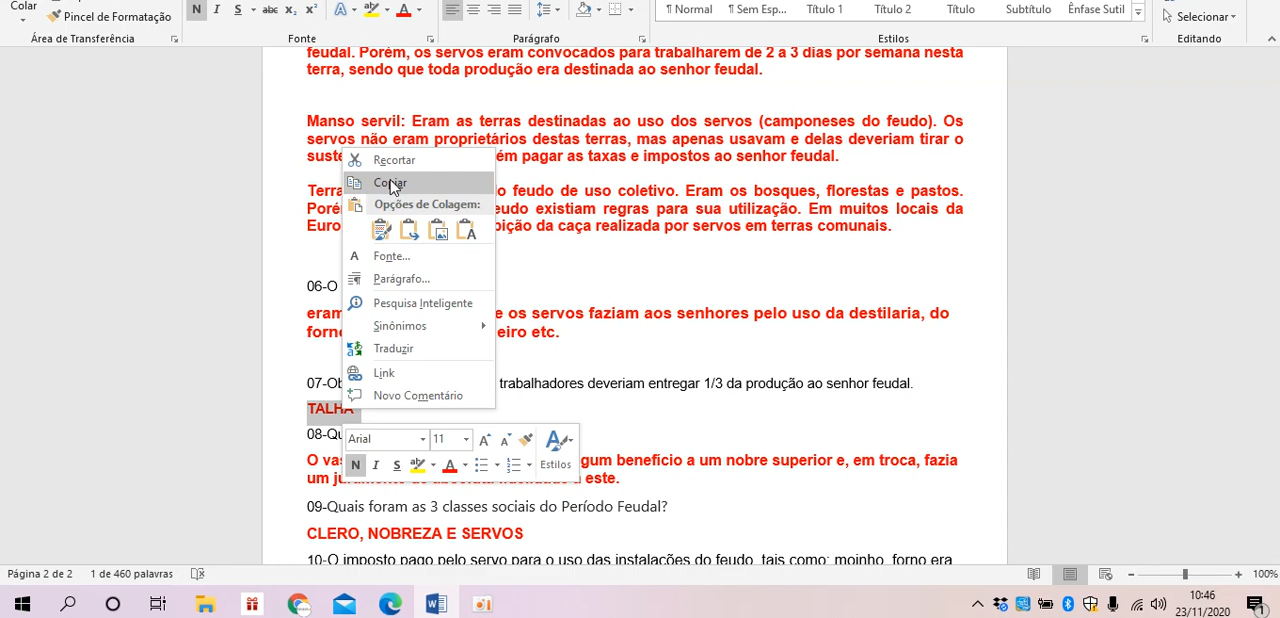 Colar
Pincel de Formatação
Área de Transferência
N I S abc x₂ x² A aby A
Fonte
Parágrafo
¶ Normal ¶ Sem Esp... Título 1 Título 2 Título Subtítulo Ênfase Sutil
Estilos
Selecionar
Editando
feudal. Porém, os servos eram convocados para trabalharem de 2 a 3 dias por semana nesta
terra, sendo que toda produção era destinada ao senhor feudal.
Manso servil: Eram as terras destinadas ao uso dos servos (camponeses do feudo). Os
servos não eram proprietários destas terras, mas apenas usavam e delas deveriam tirar o
suste ém pagar as taxas e impostos ao senhor feudal.
Terra o feudo de uso coletivo. Eram os bosques, florestas e pastos.
Poré eudo existiam regras para sua utilização. Em muitos locais da
Euro bição da caça realizada por servos em terras comunais.
06-O
eram e os servos faziam aos senhores pelo uso da destilaria, do
forno eiro etc.
07-Ob trabalhadores deveriam entregar 1/3 da produção ao senhor feudal.
TALHA
08-Qu
O vas gum benefício a um nobre superior e, em troca, fazia
um este.
09-Quais foram as 3 classes sociais do Período Feudal?
CLERO, NOBREZA E SERVOS
10-O imposto pago pelo servo para o uso das instalações do feudo, tais como: moinho, forno era
Recortar
Copiar
Opções de Colagem:
Fonte...
Parágrafo...
Pesquisa Inteligente
Sinônimos
Traduzir
Link
Novo Comentário
Arial 11
N I S aby A
Estilos
Página 2 de 2 1 de 460 palavras
100%
10:46
23/11/2020
1